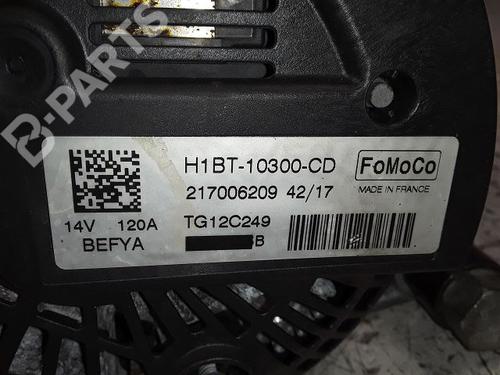 B-PARTS
H1BT-10300-CD
FoMoCo
217006209 42/17
MADE IN FRANCE
14V 120A
TG12C249
BEFYA
B